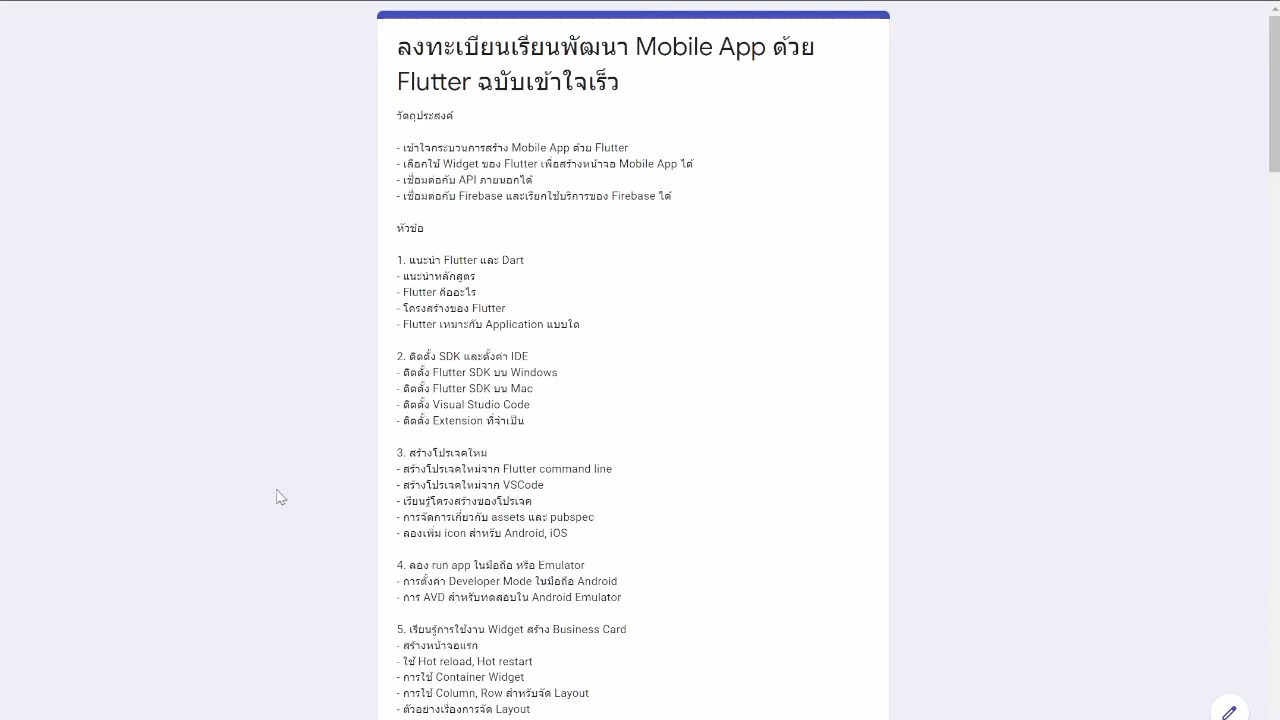 ลงทะเบียนเรียนพัฒนา Mobile App ด้วย
Flutter ฉบับเข้าใจเร็ว
วัตถุประสงค์
- เข้าใจกระบวนการสร้าง Mobile App ด้วย Flutter
- เลือกใช้ Widget ของ Flutter เพื่อสร้างหน้าจอ Mobile App ได้
- เชื่อมต่อกับ API ภายนอกได้
- เชื่อมต่อกับ Firebase และเรียกใช้บริการของ Firebase ได้
หัวข้อ
1. แนะนำ Flutter และ Dart
- แนะนำหลักสูตร
- Flutter คืออะไร
- โครงสร้างของ Flutter
- Flutter เหมาะกับ Application แบบใด
2. ติดตั้ง SDK และตั้งค่า IDE
- ติดตั้ง Flutter SDK บน Windows
- ติดตั้ง Flutter SDK บน Mac
- ติดตั้ง Visual Studio Code
- ติดตั้ง Extension ที่จำเป็น
3. สร้างโปรเจคใหม่
- สร้างโปรเจคใหม่จาก Flutter command line
- สร้างโปรเจคใหม่จาก VSCode
- เรียนรู้โครงสร้างของโปรเจค
- การจัดการเกี่ยวกับ assets และ pubspec
- ลองเพิ่ม icon สำหรับ Android, iOS
4. ลอง run app ในมือถือ หรือ Emulator
- การตั้งค่า Developer Mode ในมือถือ Android
- การ AVD สำหรับทดสอบใน Android Emulator
5. เรียนรู้การใช้งาน Widget สร้าง Business Card
- สร้างหน้าจอแรก
- ใช้ Hot reload, Hot restart
- การใช้ Container Widget
- การใช้ Column, Row สำหรับจัด Layout
- ตัวอย่างเรื่องการจัด Layout